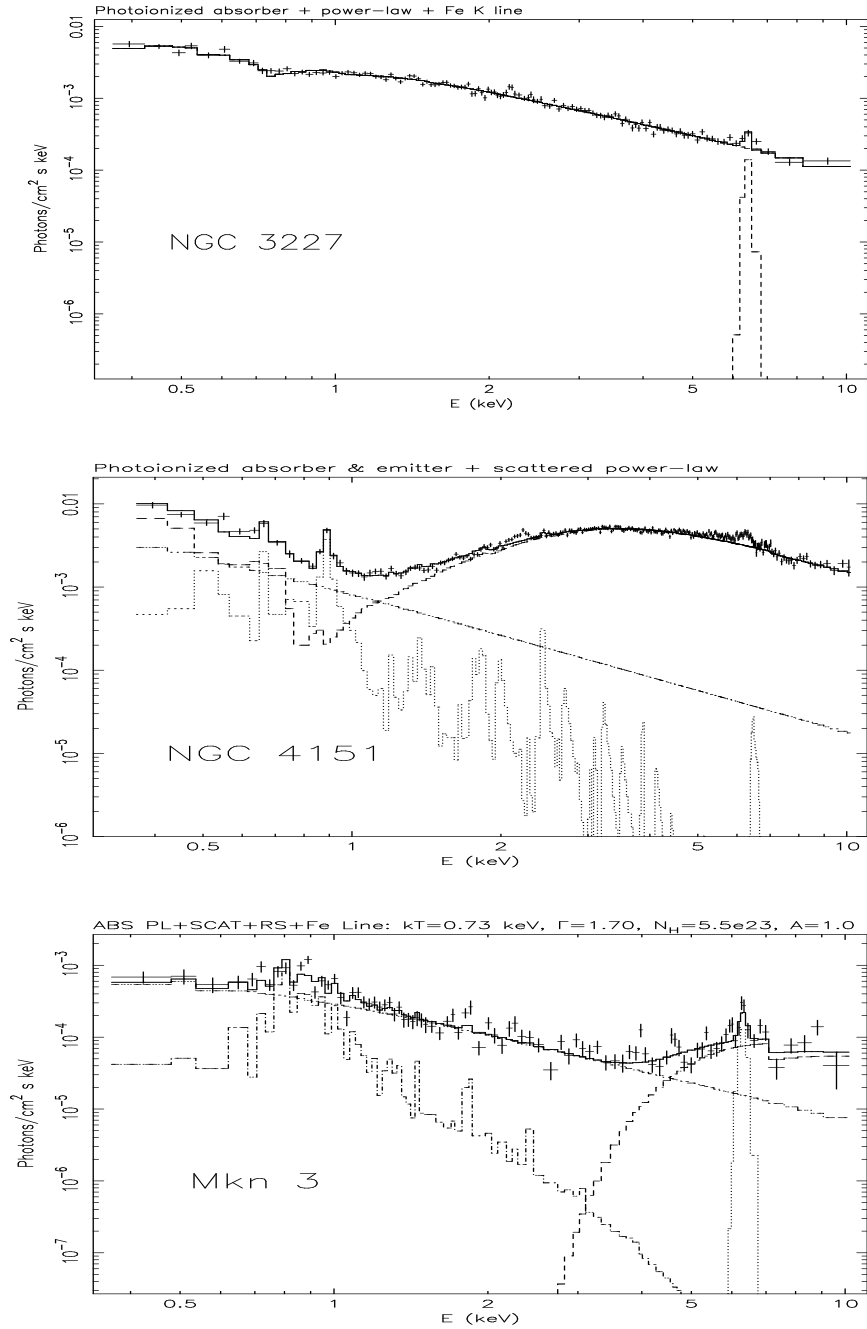 Photoionized absorber + power-law + Fe K line
0.01
10⁻³
10⁻⁴
10⁻⁵
10⁻⁶
Photons/cm² s keV
NGC 3227
0.5 1 2 5 10
E (keV)
Photoionized absorber & emitter + scattered power-law
0.01
10⁻³
10⁻⁴
10⁻⁵
10⁻⁶
Photons/cm² s keV
NGC 4151
0.5 1 2 5 10
E (keV)
ABS PL+SCAT+RS+Fe Line: kT=0.73 keV, Γ=1.70, N_H=5.5e23, A=1.0
10⁻³
10⁻⁴
10⁻⁵
10⁻⁶
10⁻⁷
Photons/cm² s keV
Mkn 3
0.5 1 2 5 10
E (keV)